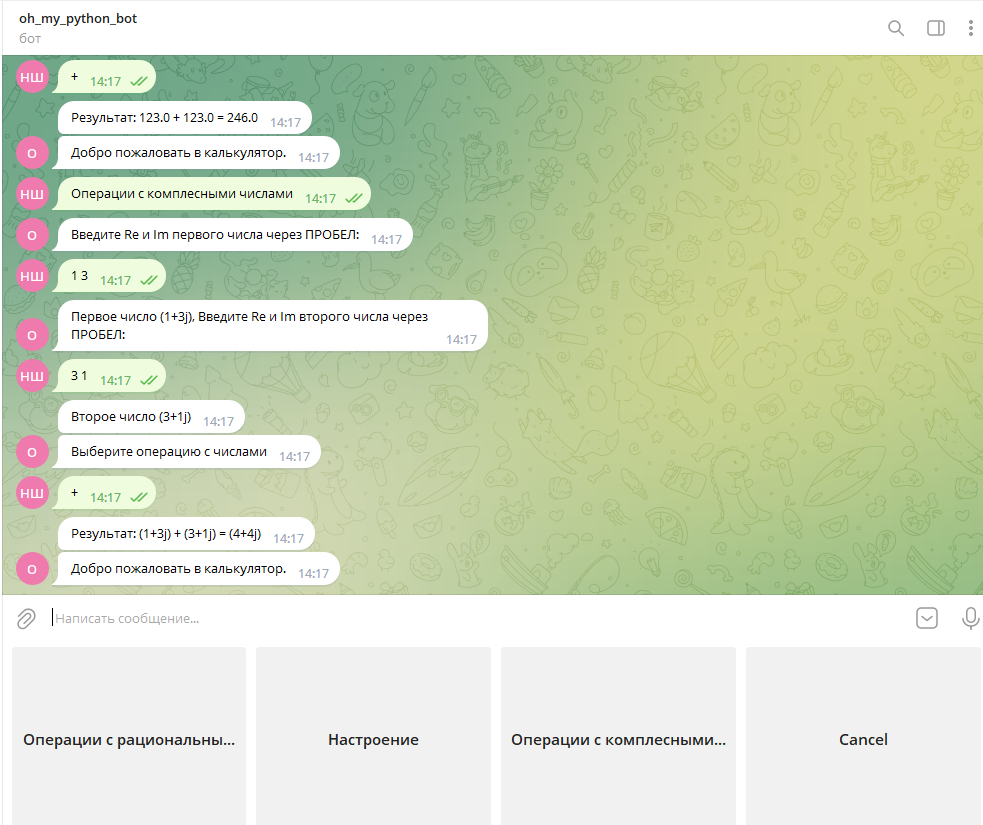 oh_my_python_bot
бот
НШ
+ 14:17
Результат: 123.0 + 123.0 = 246.0 14:17
О
Добро пожаловать в калькулятор. 14:17
НШ
Операции с комплесными числами 14:17
О
Введите Re и Im первого числа через ПРОБЕЛ: 14:17
НШ
1 3 14:17
Первое число (1+3j), Введите Re и Im второго числа через
ПРОБЕЛ: 14:17
О
НШ
3 1 14:17
Второе число (3+1j) 14:17
О
Выберите операцию с числами 14:17
НШ
+ 14:17
Результат: (1+3j) + (3+1j) = (4+4j) 14:17
О
Добро пожаловать в калькулятор. 14:17
Написать сообщение...
Операции с рациональны...
Настроение
Операции с комплесными...
Cancel